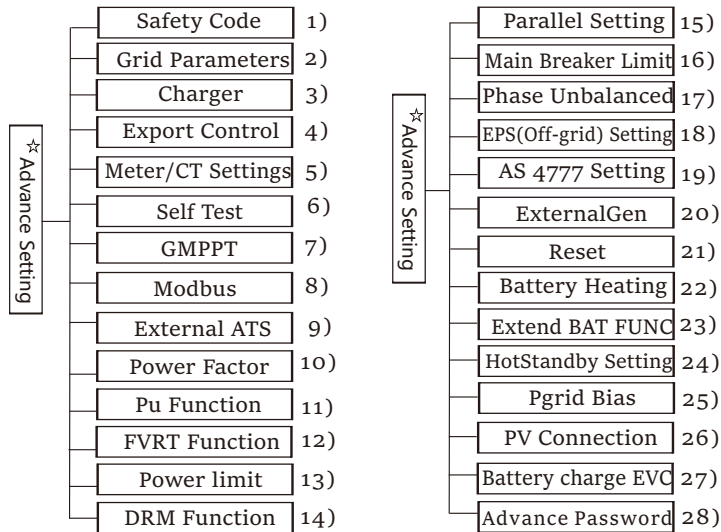 ☆ Advance Setting
Safety Code 1)
Grid Parameters 2)
Charger 3)
Export Control 4)
Meter/CT Settings 5)
Self Test 6)
GMPPT 7)
Modbus 8)
External ATS 9)
Power Factor 10)
Pu Function 11)
FVRT Function 12)
Power limit 13)
DRM Function 14)
☆ Advance Setting
Parallel Setting 15)
Main Breaker Limit 16)
Phase Unbalanced 17)
EPS(Off-grid) Setting 18)
AS 4777 Setting 19)
ExternalGen 20)
Reset 21)
Battery Heating 22)
Extend BAT FUNC 23)
HotStandby Setting 24)
Pgrid Bias 25)
PV Connection 26)
Battery charge EVC 27)
Advance Password 28)